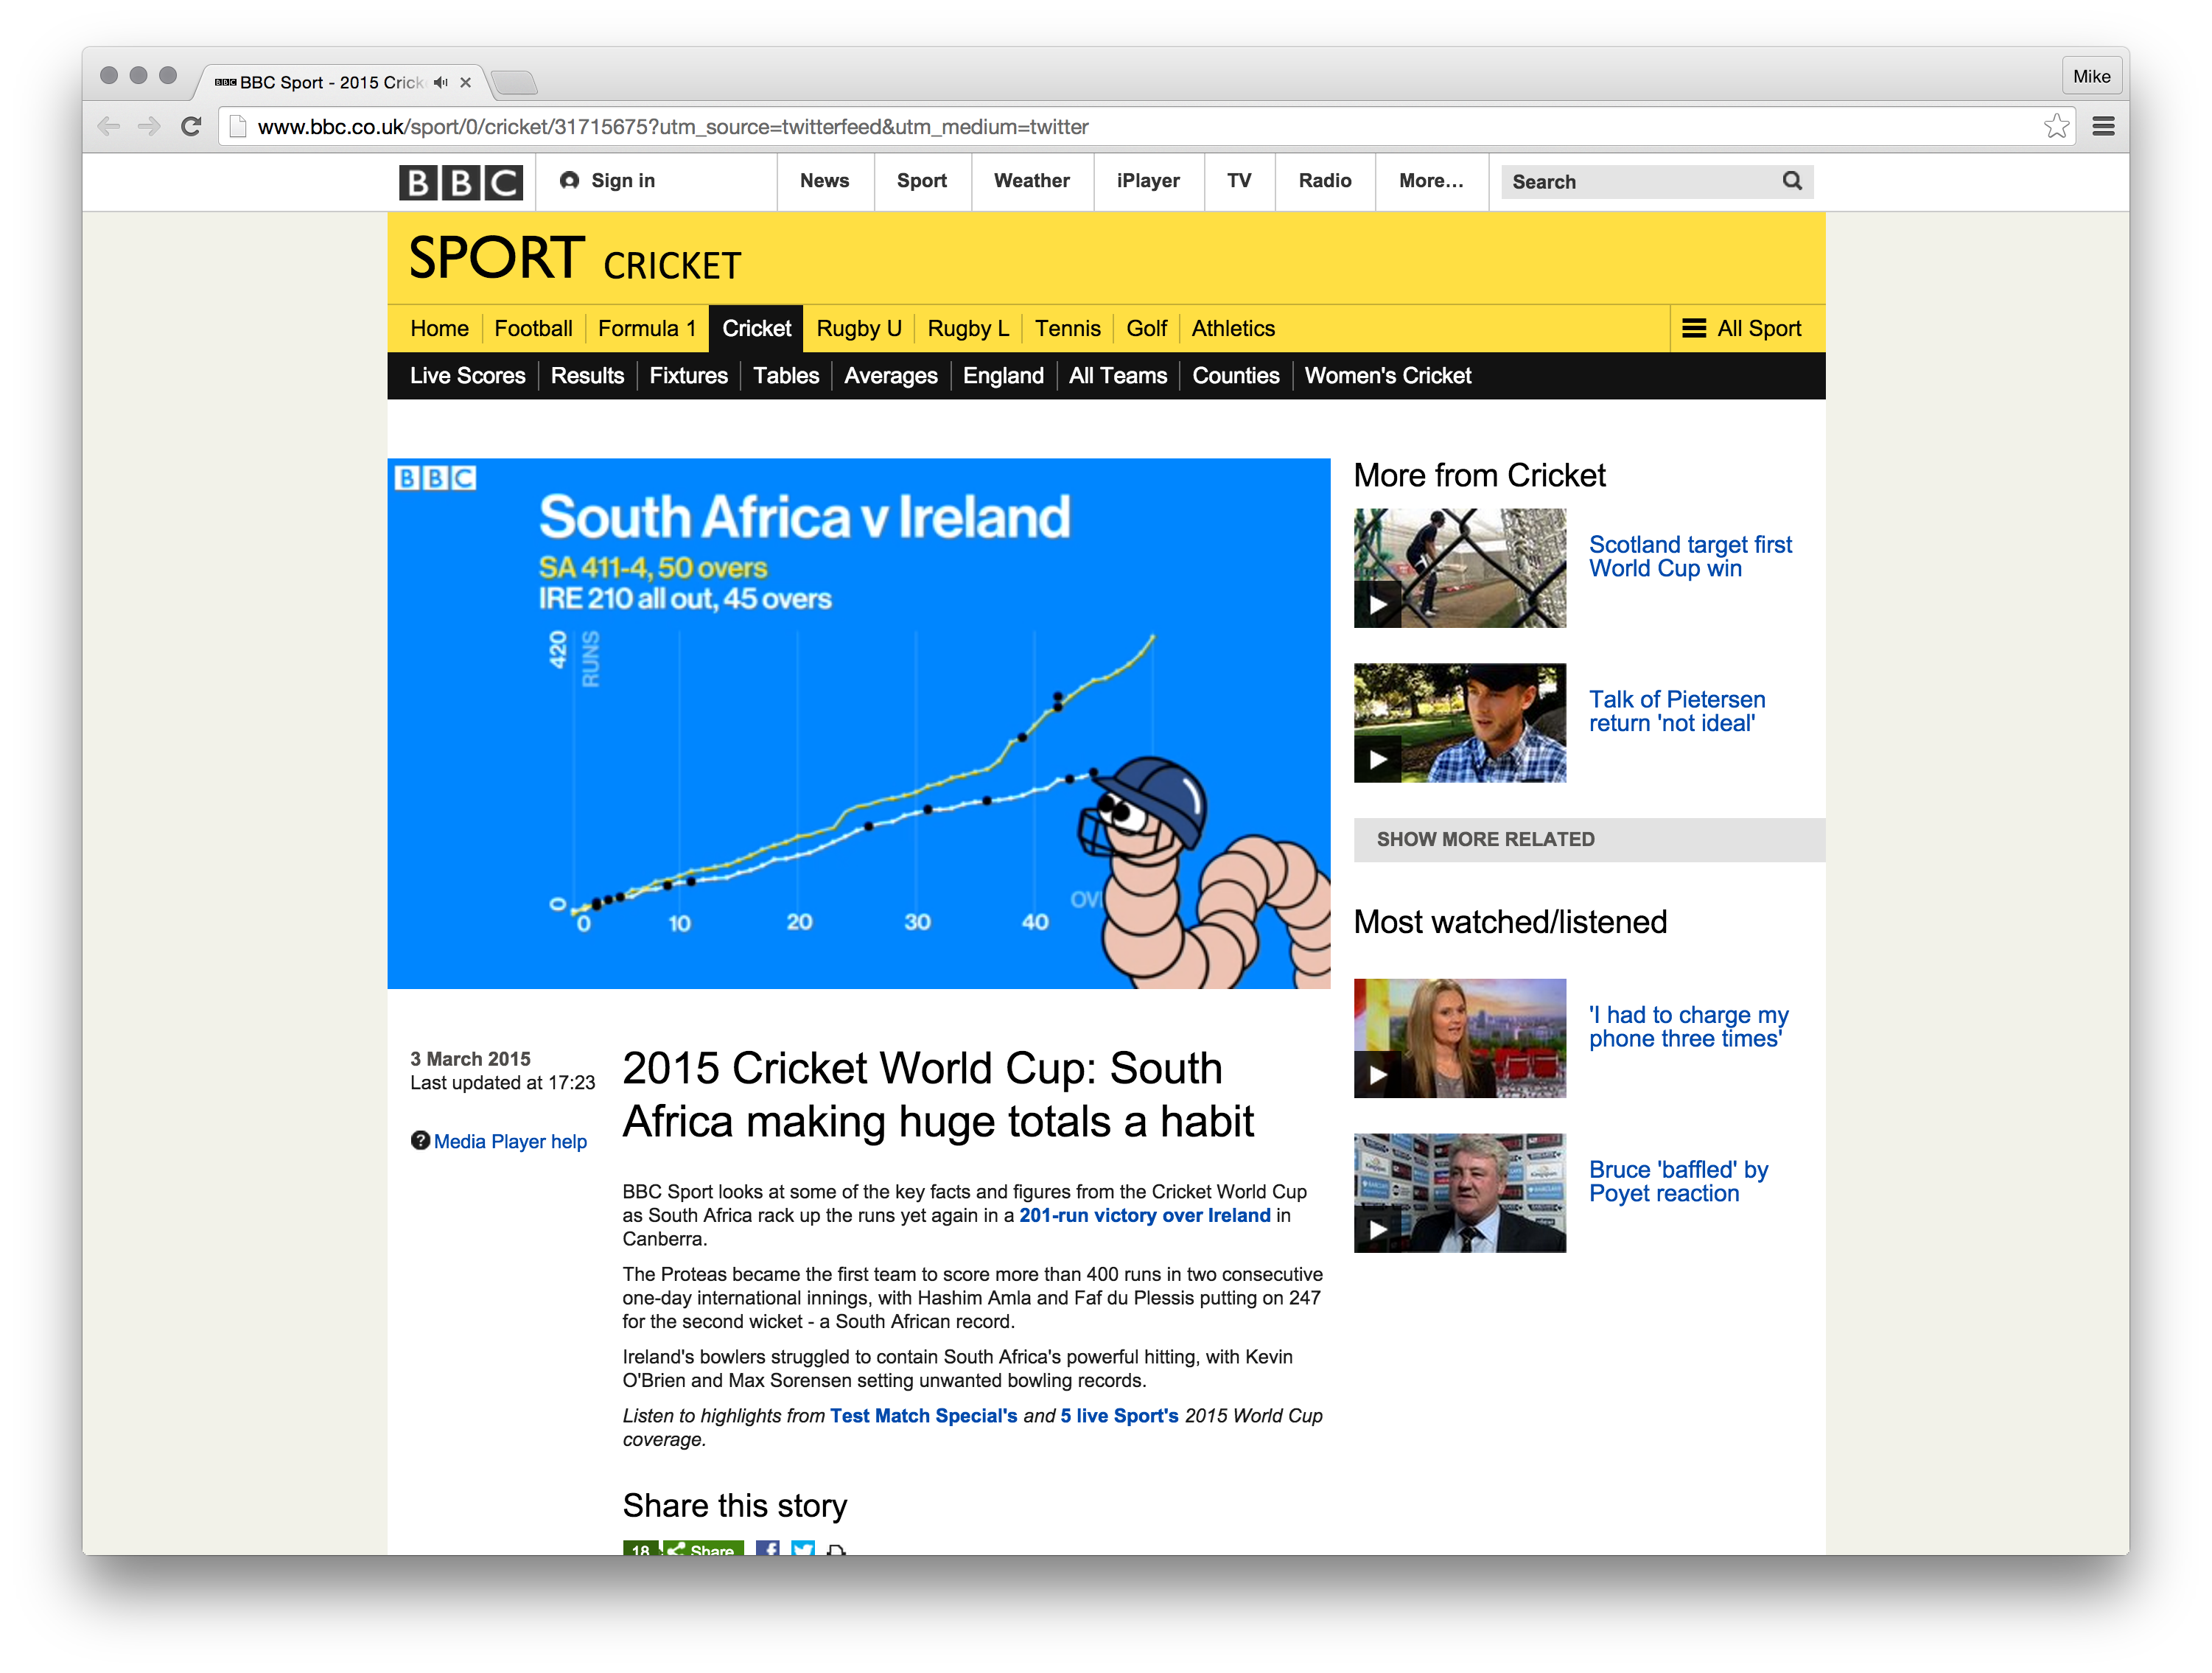 BBC BBC Sport - 2015 Crick
Mike
www.bbc.co.uk/sport/0/cricket/31715675?utm_source=twitterfeed&utm_medium=twitter
BBC Sign in News Sport Weather iPlayer TV Radio More... Search
SPORT CRICKET
Home Football Formula 1 Cricket Rugby U Rugby L Tennis Golf Athletics All Sport
Live Scores Results Fixtures Tables Averages England All Teams Counties Women's Cricket
BBC
South Africa v Ireland
SA 411-4, 50 overs
IRE 210 all out, 45 overs
420
RUNS
0
0 10 20 30 40
OV
More from Cricket
Scotland target first
World Cup win
Talk of Pietersen
return 'not ideal'
SHOW MORE RELATED
Most watched/listened
'I had to charge my
phone three times'
Bruce 'baffled' by
Poyet reaction
3 March 2015
Last updated at 17:23
? Media Player help
2015 Cricket World Cup: South
Africa making huge totals a habit
BBC Sport looks at some of the key facts and figures from the Cricket World Cup
as South Africa rack up the runs yet again in a 201-run victory over Ireland in
Canberra.
The Proteas became the first team to score more than 400 runs in two consecutive
one-day international innings, with Hashim Amla and Faf du Plessis putting on 247
for the second wicket - a South African record.
Ireland's bowlers struggled to contain South Africa's powerful hitting, with Kevin
O'Brien and Max Sorensen setting unwanted bowling records.
Listen to highlights from Test Match Special's and 5 live Sport's 2015 World Cup
coverage.
Share this story
18 Share f